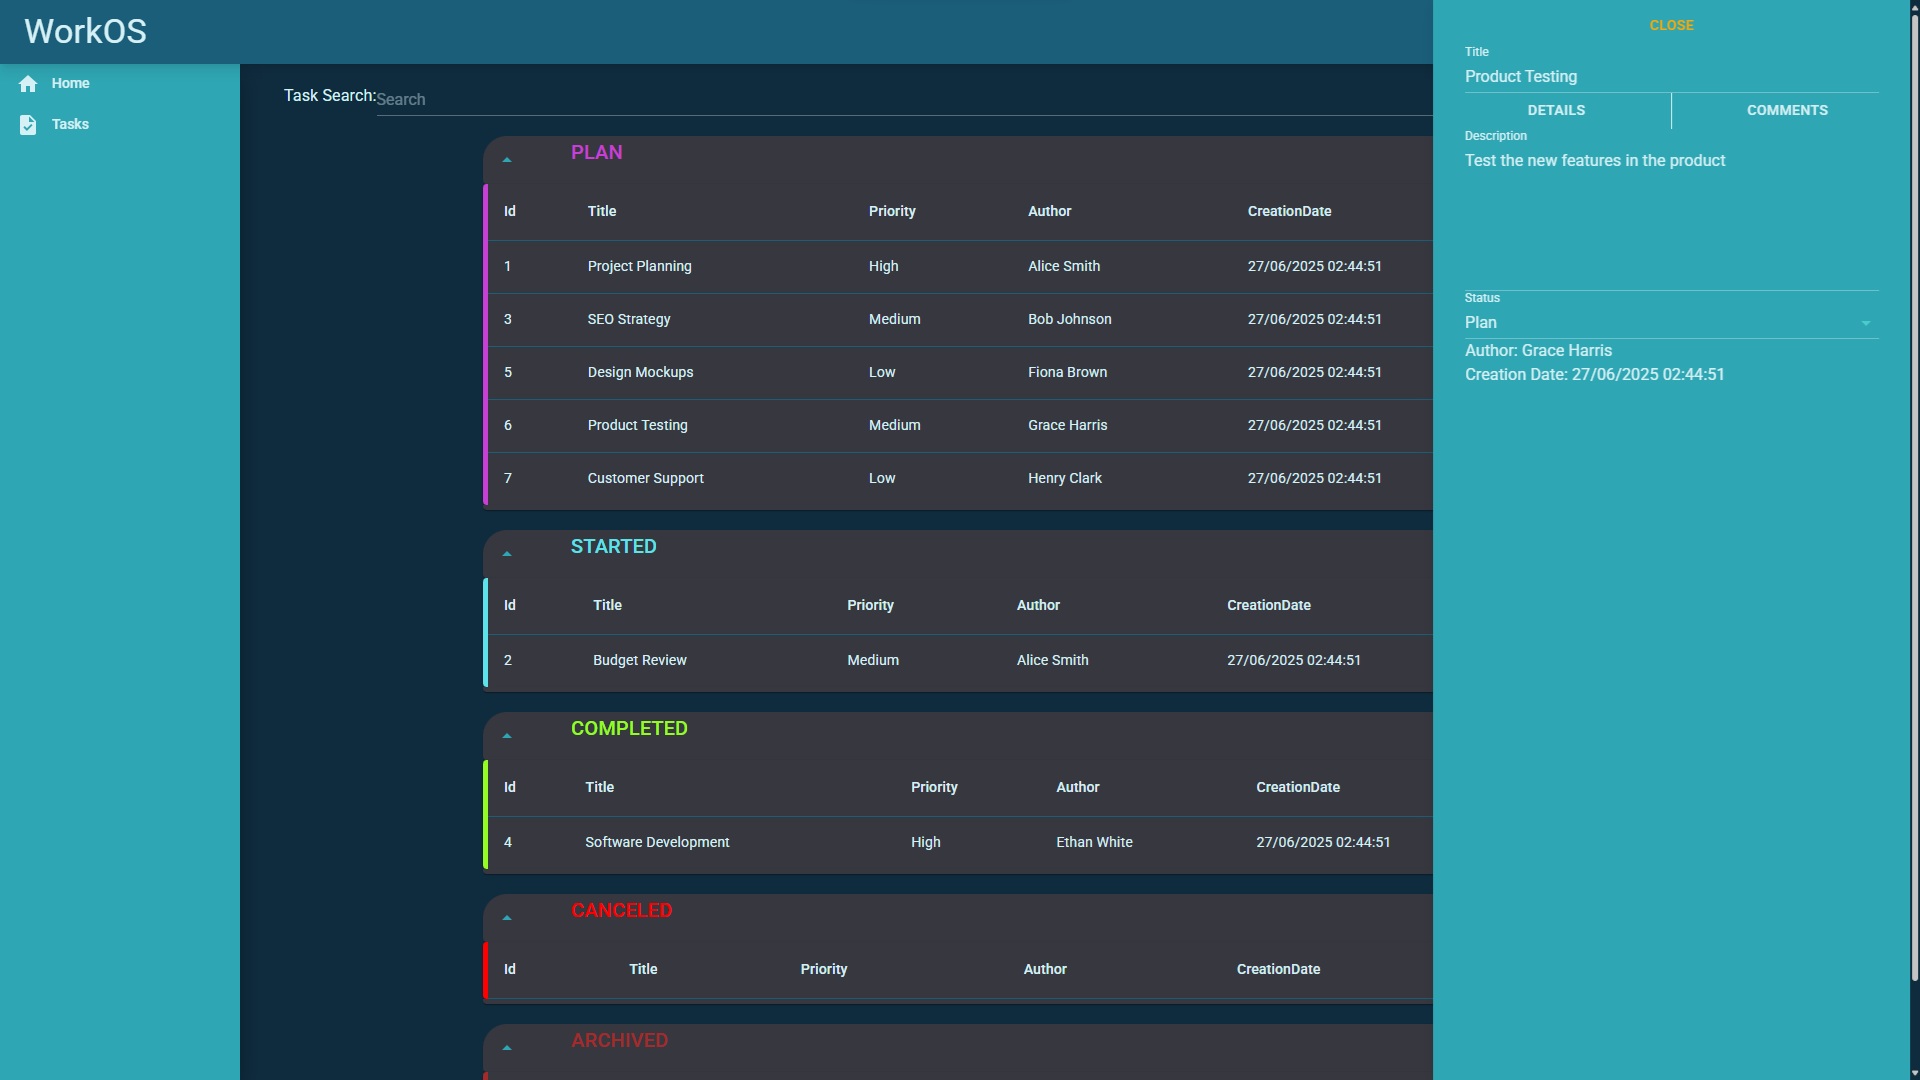 WorkOS
Home
Tasks
Task Search: Search
PLAN
Id Title Priority Author CreationDate
1 Project Planning High Alice Smith 27/06/2025 02:44:51
3 SEO Strategy Medium Bob Johnson 27/06/2025 02:44:51
5 Design Mockups Low Fiona Brown 27/06/2025 02:44:51
6 Product Testing Medium Grace Harris 27/06/2025 02:44:51
7 Customer Support Low Henry Clark 27/06/2025 02:44:51
STARTED
Id Title Priority Author CreationDate
2 Budget Review Medium Alice Smith 27/06/2025 02:44:51
COMPLETED
Id Title Priority Author CreationDate
4 Software Development High Ethan White 27/06/2025 02:44:51
CANCELED
Id Title Priority Author CreationDate
ARCHIVED
CLOSE
Title
Product Testing
DETAILS COMMENTS
Description
Test the new features in the product
Status
Plan
Author: Grace Harris
Creation Date: 27/06/2025 02:44:51